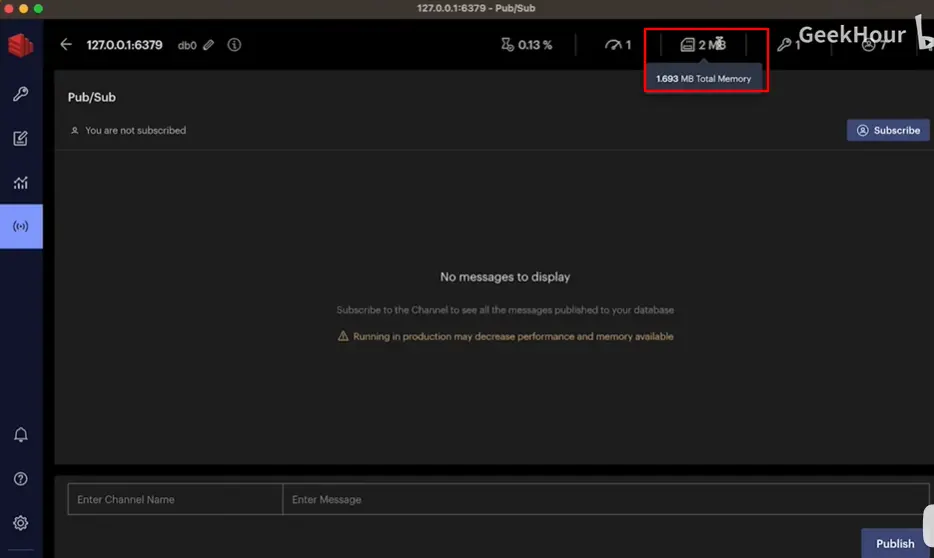 127.0.0.1:6379 - Pub/Sub
127.0.0.1:6379 db0 0.13 % 1 2 MB 1 7
GeekHour
1.693 MB Total Memory
Pub/Sub
You are not subscribed
Subscribe
No messages to display
Subscribe to the Channel to see all the messages published to your database
Running in production may decrease performance and memory available
Enter Channel Name Enter Message
Publish